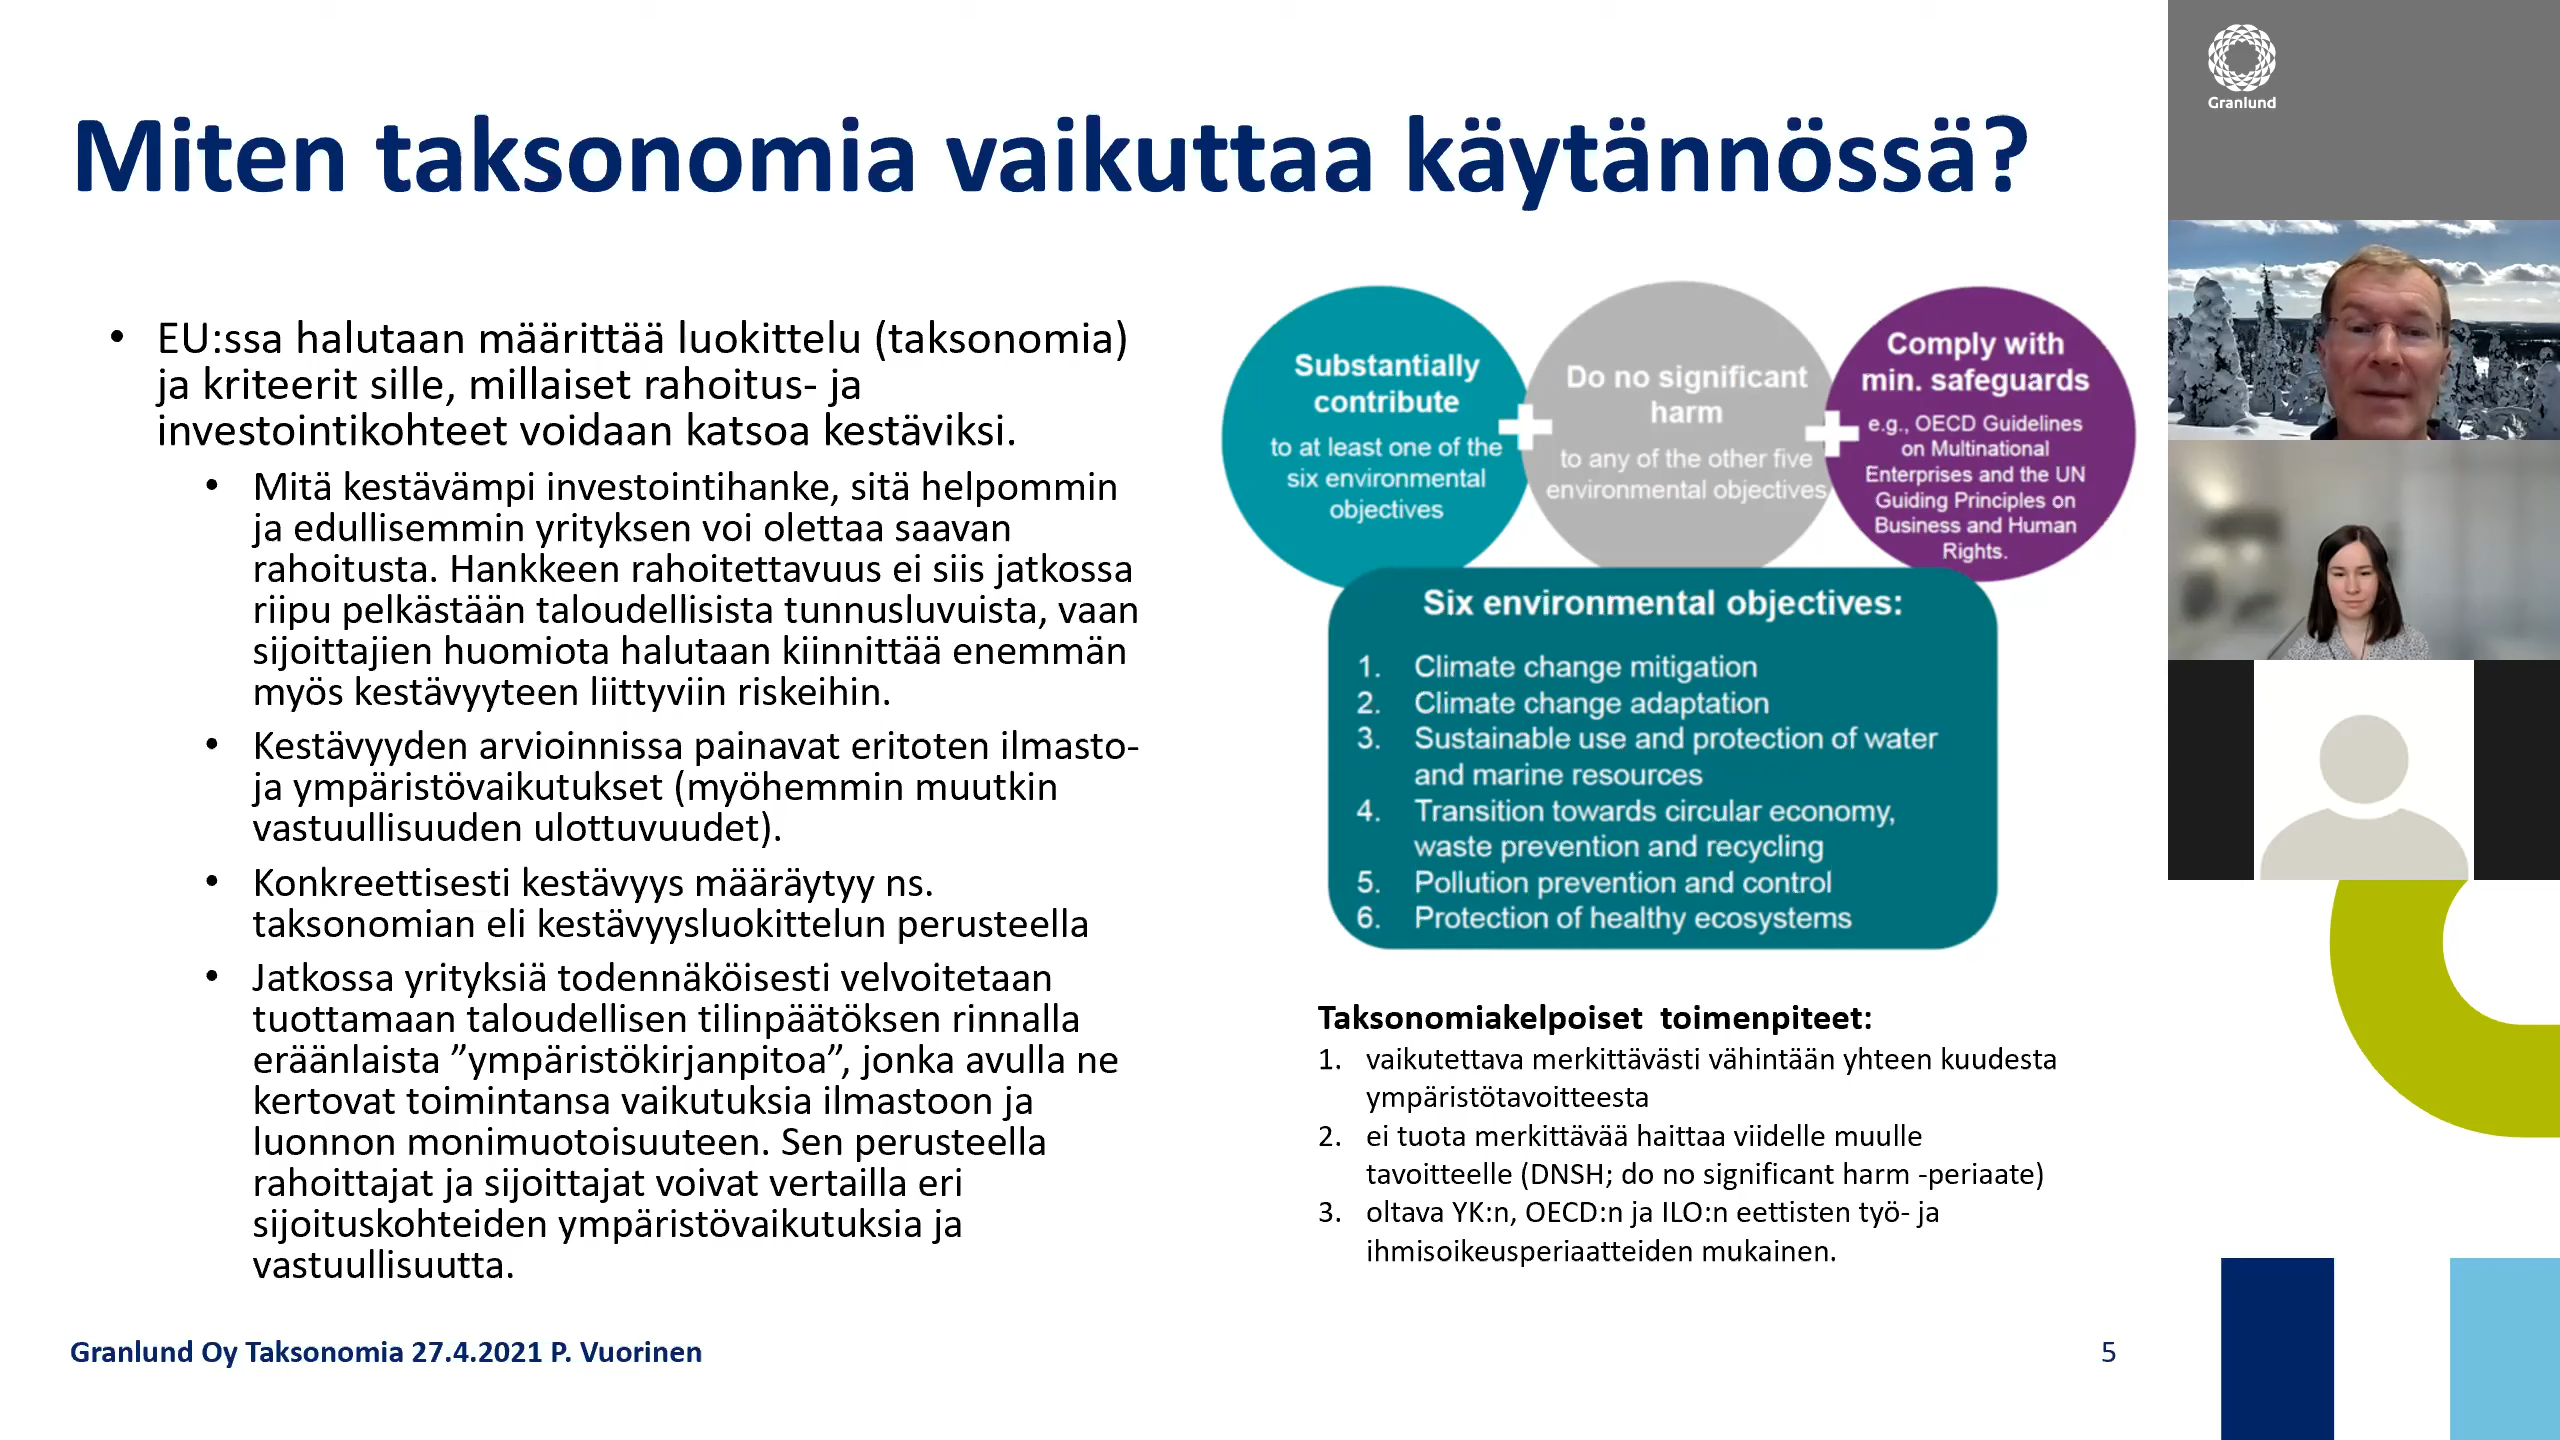 Miten taksonomia vaikuttaa käytännössä?
• EU:ssa halutaan määrittää luokittelu (taksonomia)
ja kriteerit sille, millaiset rahoitus- ja
investointikohteet voidaan katsoa kestäviksi.
• Mitä kestävämpi investointihanke, sitä helpommin
ja edullisemmin yrityksen voi olettaa saavan
rahoitusta. Hankkeen rahoitettavuus ei siis jatkossa
riipu pelkästään taloudellisista tunnusluvuista, vaan
sijoittajien huomiota halutaan kiinnittää enemmän
myös kestävyyteen liittyviin riskeihin.
• Kestävyyden arvioinnissa painavat eritoten ilmasto-
ja ympäristövaikutukset (myöhemmin muutkin
vastuullisuuden ulottuvuudet).
• Konkreettisesti kestävyys määräytyy ns.
taksonomian eli kestävyysluokittelun perusteella
• Jatkossa yrityksiä todennäköisesti velvoitetaan
tuottamaan taloudellisen tilinpäätöksen rinnalla
eräänlaista ”ympäristökirjanpitoa”, jonka avulla ne
kertovat toimintansa vaikutuksia ilmastoon ja
luonnon monimuotoisuuteen. Sen perusteella
rahoittajat ja sijoittajat voivat vertailla eri
sijoituskohteiden ympäristövaikutuksia ja
vastuullisuutta.
Substantially
contribute
to at least one of the
six environmental
objectives
Do no significant
harm
to any of the other five
environmental objectives
Comply with
min. safeguards
e.g., OECD Guidelines
on Multinational
Enterprises and the UN
Guiding Principles on
Business and Human
Rights.
Six environmental objectives:
1. Climate change mitigation
2. Climate change adaptation
3. Sustainable use and protection of water
and marine resources
4. Transition towards circular economy,
waste prevention and recycling
5. Pollution prevention and control
6. Protection of healthy ecosystems
Taksonomiakelpoiset toimenpiteet:
1. vaikutettava merkittävästi vähintään yhteen kuudesta
ympäristötavoitteesta
2. ei tuota merkittävää haittaa viidelle muulle
tavoitteelle (DNSH; do no significant harm -periaate)
3. oltava YK:n, OECD:n ja ILO:n eettisten työ- ja
ihmisoikeusperiaatteiden mukainen.
Granlund Oy Taksonomia 27.4.2021 P. Vuorinen
5
Granlund